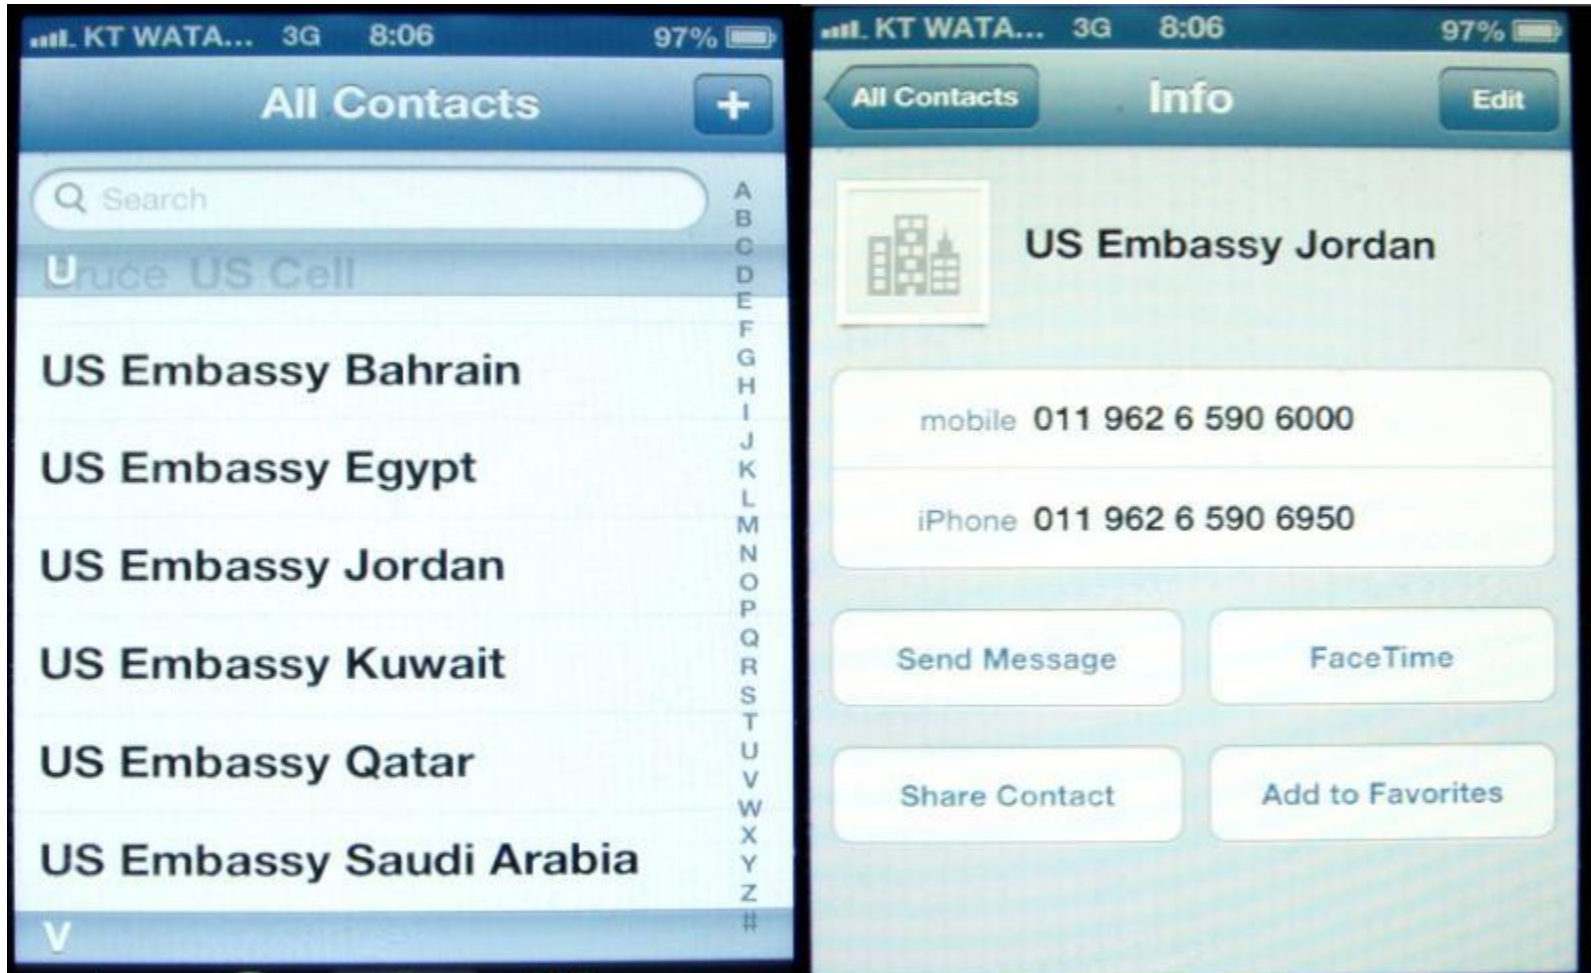 KT WATA... 3G 8:06 97%
All Contacts
+
Search
U
ruce US Cell
US Embassy Bahrain
US Embassy Egypt
US Embassy Jordan
US Embassy Kuwait
US Embassy Qatar
US Embassy Saudi Arabia
V
A
B
C
D
E
F
G
H
I
J
K
L
M
N
O
P
Q
R
S
T
U
V
W
X
Y
Z
#
KT WATA... 3G 8:06 97%
All Contacts Info Edit
US Embassy Jordan
mobile 011 962 6 590 6000
iPhone 011 962 6 590 6950
Send Message FaceTime
Share Contact Add to Favorites